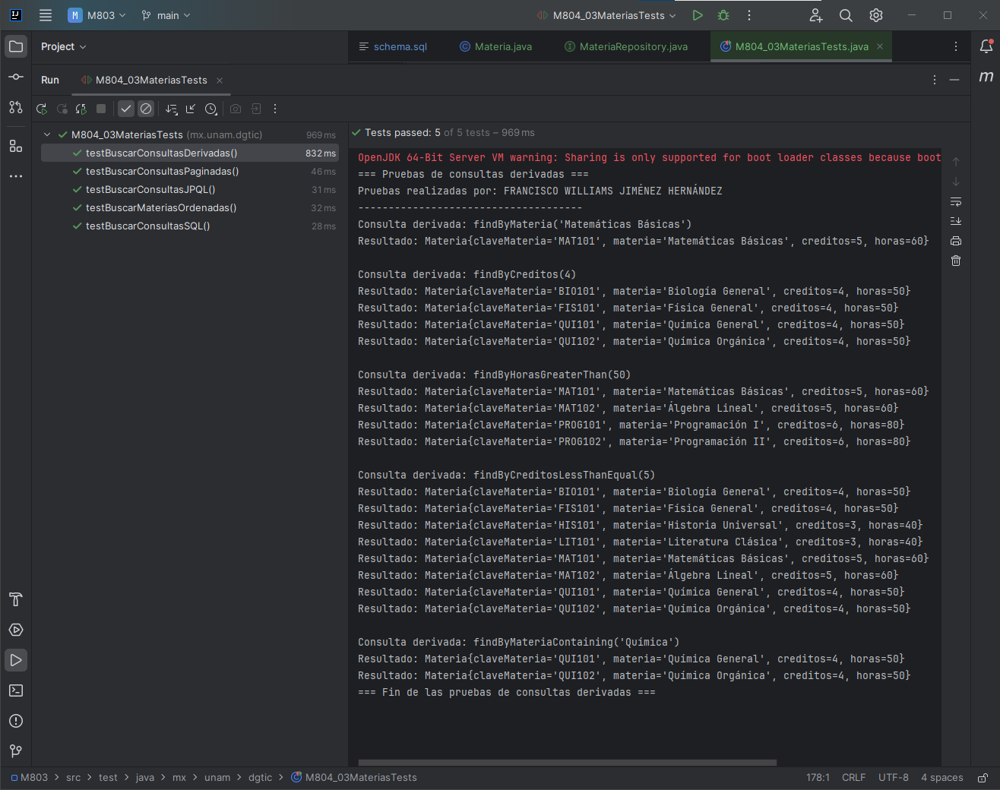 M M803 main M804_03MateriasTests
Project
schema.sql Materia.java MateriaRepository.java M804_03MateriasTests.java
Run M804_03MateriasTests
M804_03MateriasTests (mx.unam.dgtic) 969 ms
testBuscarConsultasDerivadas() 832 ms
testBuscarConsultasPaginadas() 46 ms
testBuscarConsultasJPQL() 31 ms
testBuscarMateriasOrdenadas() 32 ms
testBuscarConsultasSQL() 28 ms
Tests passed: 5 of 5 tests – 969 ms
OpenJDK 64-Bit Server VM warning: Sharing is only supported for boot loader classes because boot
=== Pruebas de consultas derivadas ===
Pruebas realizadas por: FRANCISCO WILLIAMS JIMÉNEZ HERNÁNDEZ
-------------------------------------
Consulta derivada: findByMateria('Matemáticas Básicas')
Resultado: Materia{claveMateria='MAT101', materia='Matemáticas Básicas', creditos=5, horas=60}
Consulta derivada: findByCreditos(4)
Resultado: Materia{claveMateria='BIO101', materia='Biología General', creditos=4, horas=50}
Resultado: Materia{claveMateria='FIS101', materia='Física General', creditos=4, horas=50}
Resultado: Materia{claveMateria='QUI101', materia='Química General', creditos=4, horas=50}
Resultado: Materia{claveMateria='QUI102', materia='Química Orgánica', creditos=4, horas=50}
Consulta derivada: findByHorasGreaterThan(50)
Resultado: Materia{claveMateria='MAT101', materia='Matemáticas Básicas', creditos=5, horas=60}
Resultado: Materia{claveMateria='MAT102', materia='Álgebra Lineal', creditos=5, horas=60}
Resultado: Materia{claveMateria='PROG101', materia='Programación I', creditos=6, horas=80}
Resultado: Materia{claveMateria='PROG102', materia='Programación II', creditos=6, horas=80}
Consulta derivada: findByCreditosLessThanEqual(5)
Resultado: Materia{claveMateria='BIO101', materia='Biología General', creditos=4, horas=50}
Resultado: Materia{claveMateria='FIS101', materia='Física General', creditos=4, horas=50}
Resultado: Materia{claveMateria='HIS101', materia='Historia Universal', creditos=3, horas=40}
Resultado: Materia{claveMateria='LIT101', materia='Literatura Clásica', creditos=3, horas=40}
Resultado: Materia{claveMateria='MAT101', materia='Matemáticas Básicas', creditos=5, horas=60}
Resultado: Materia{claveMateria='MAT102', materia='Álgebra Lineal', creditos=5, horas=60}
Resultado: Materia{claveMateria='QUI101', materia='Química General', creditos=4, horas=50}
Resultado: Materia{claveMateria='QUI102', materia='Química Orgánica', creditos=4, horas=50}
Consulta derivada: findByMateriaContaining('Química')
Resultado: Materia{claveMateria='QUI101', materia='Química General', creditos=4, horas=50}
Resultado: Materia{claveMateria='QUI102', materia='Química Orgánica', creditos=4, horas=50}
=== Fin de las pruebas de consultas derivadas ===
M803 > src > test > java > mx > unam > dgtic > M804_03MateriasTests 178:1 CRLF UTF-8 4 spaces